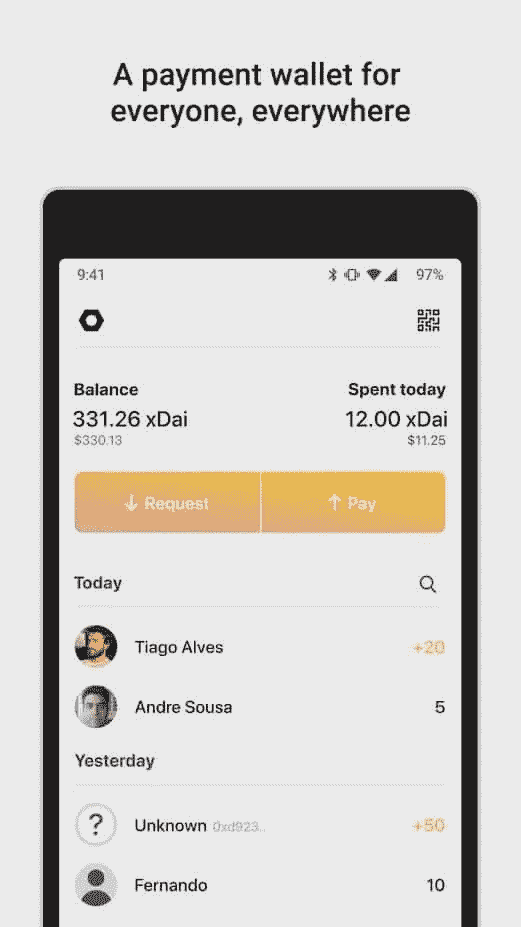 A payment wallet for
everyone, everywhere
9:41 97%
Balance Spent today
331.26 xDai 12.00 xDai
$330.13 $11.25
↓ Request ↑ Pay
Today
Tiago Alves +20
Andre Sousa 5
Yesterday
? Unknown 0xd923.. +50
Fernando 10